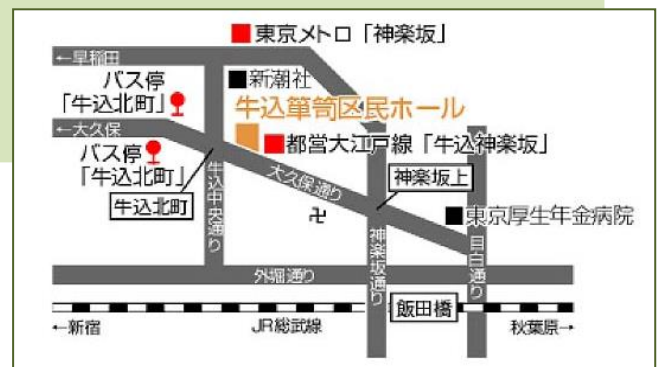 ■東京メトロ「神楽坂」
←早稲田
バス停
「牛込北町」
■新潮社
牛込箪笥区民ホール
←大久保
■都営大江戸線「牛込神楽坂」
バス停
「牛込北町」
牛込中央通り
大久保通り
神楽坂上
牛込北町
卍
■東京厚生年金病院
神楽坂通り
目白通り
外堀通り
飯田橋
←新宿
JR総武線
秋葉原→